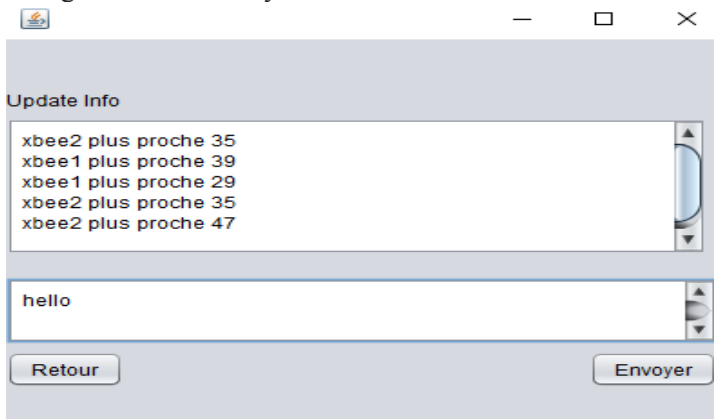 Update Info
xbee2 plus proche 35
xbee1 plus proche 39
xbee1 plus proche 29
xbee2 plus proche 35
xbee2 plus proche 47
hello
Retour
Envoyer